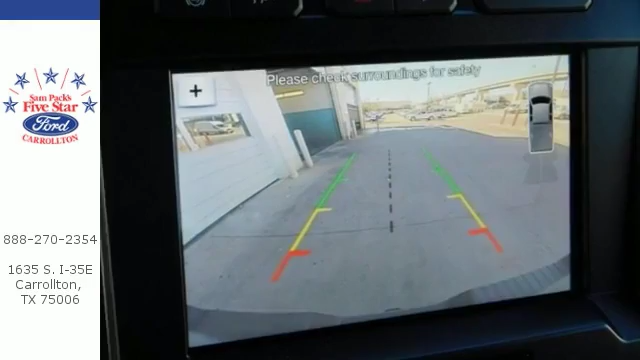 Please check surroundings for safety
+
Sam Pack's
Five Star
Ford
CARROLLTON
888-270-2354
1635 S. I-35E
Carrollton,
TX 75006